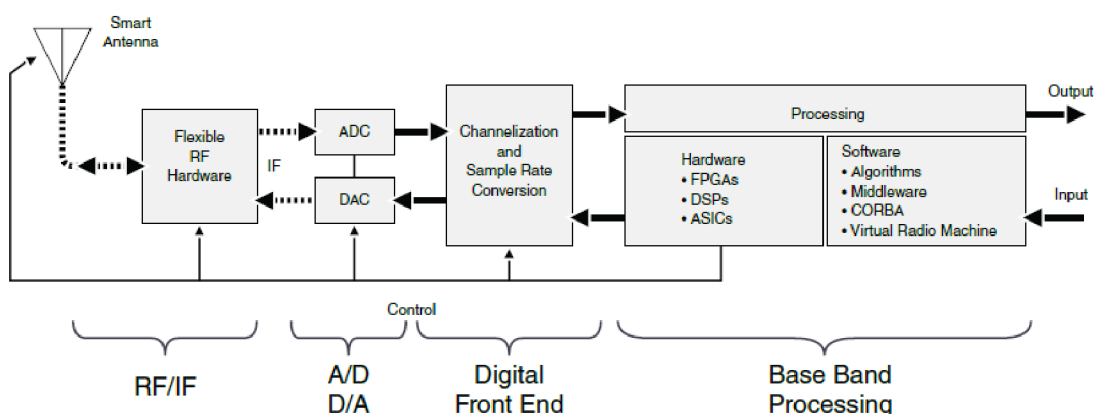 Smart
Antenna
Flexible
RF
Hardware
IF
ADC
DAC
Channelization
and
Sample Rate
Conversion
Processing
Hardware
• FPGAs
• DSPs
• ASICs
Software
• Algorithms
• Middleware
• CORBA
• Virtual Radio Machine
Output
Input
Control
RF/IF
A/D
D/A
Digital
Front End
Base Band
Processing